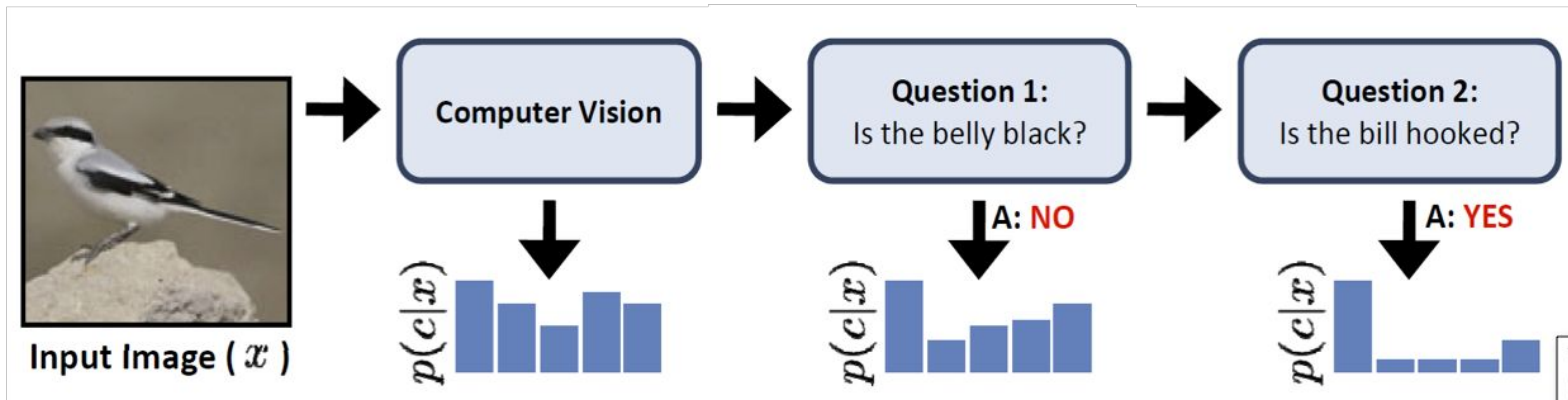 Computer Vision
Question 1:
Is the belly black?
Question 2:
Is the bill hooked?
A: NO
A: YES
p(c|x)
p(c|x)
p(c|x)
Input Image ( x )